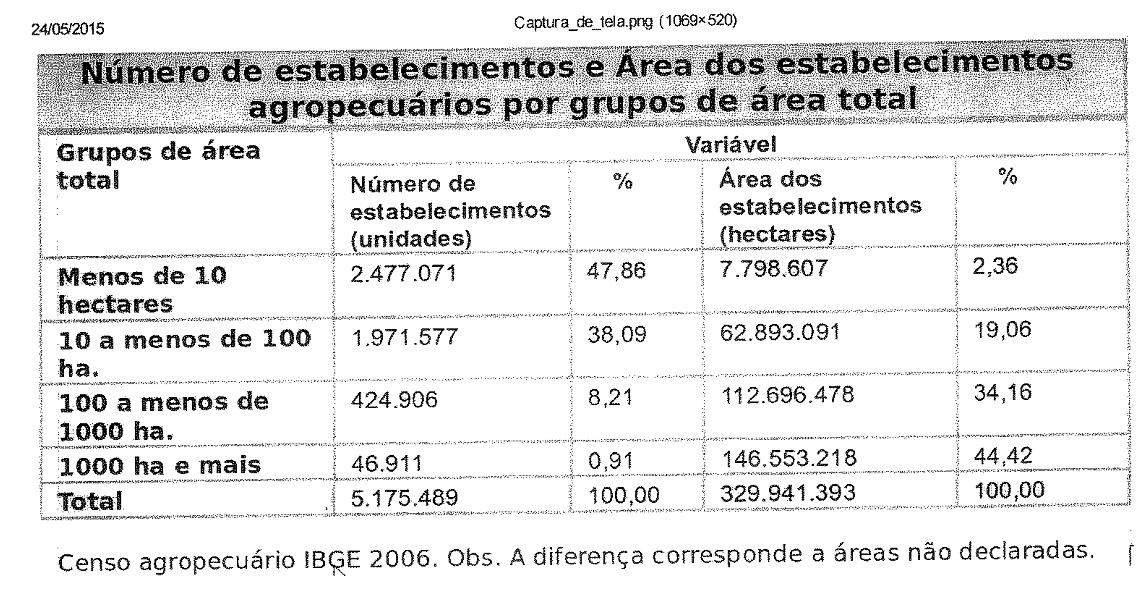 24/05/2015
Captura_de_tela.png (1069×520)
Número de estabelecimentos e Área dos estabelecimentos
agropecuários por grupos de área total
Grupos de área
total
Variável
Número de
estabelecimentos
(unidades)
%
Área dos
estabelecimentos
(hectares)
%
Menos de 10
hectares
2.477.071
47,86
7.798.607
2,36
10 a menos de 100
ha.
1.971.577
38,09
62.893.091
19,06
100 a menos de
1000 ha.
424.906
8,21
112.696.478
34,16
1000 ha e mais
46.911
0,91
146.553.218
44,42
Total
5.175.489
100,00
329.941.393
100,00
Censo agropecuário IBGE 2006. Obs. A diferença corresponde a áreas não declaradas.